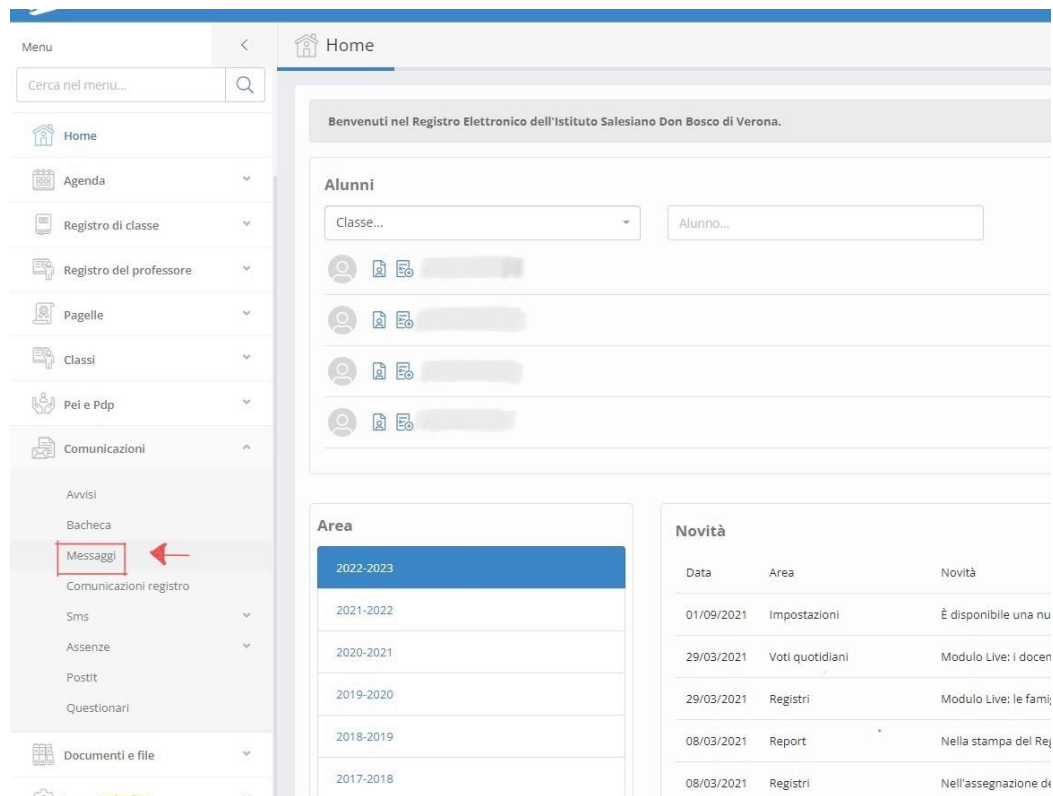 Menu
Home
Cerca nel menu...
Home
Agenda
Registro di classe
Registro del professore
Pagelle
Classi
Pei e Pdp
Comunicazioni
Avvisi
Bacheca
Messaggi
Comunicazioni registro
Sms
Assenze
Postit
Questionari
Documenti e file
Benvenuti nel Registro Elettronico dell'Istituto Salesiano Don Bosco di Verona.
Alunni
Classe...
Alunno...
Area
2022-2023
2021-2022
2020-2021
2019-2020
2018-2019
2017-2018
Novità
Data Area Novità
01/09/2021 Impostazioni È disponibile una nu
29/03/2021 Voti quotidiani Modulo Live: i docen
29/03/2021 Registri Modulo Live: le famig
08/03/2021 Report Nella stampa del Reg
08/03/2021 Registri Nell'assegnazione de